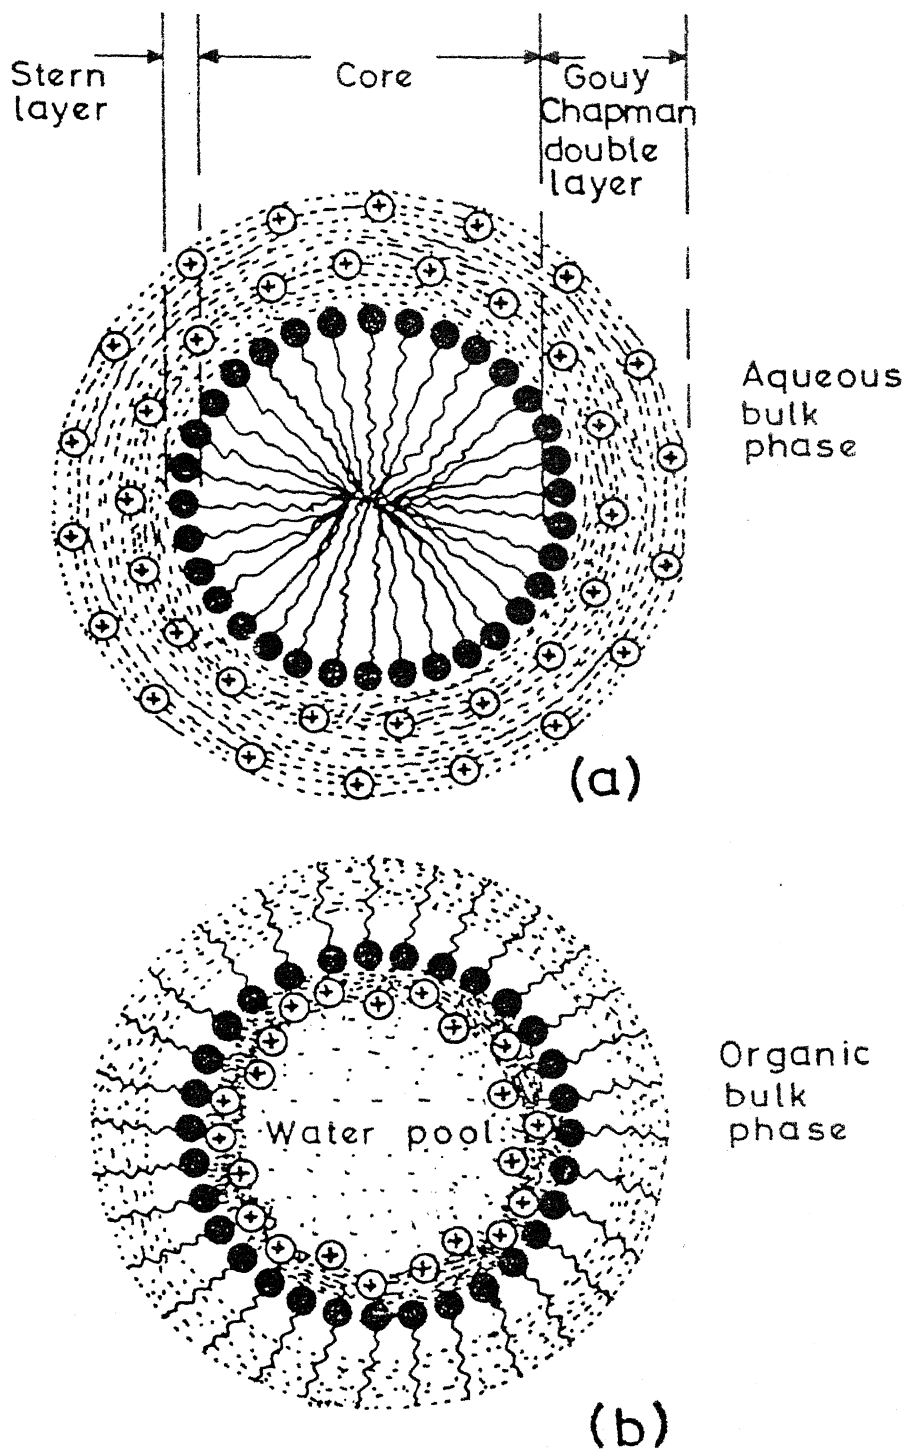 Stern
layer
Core
Gouy
Chapman
double
layer
Aqueous
bulk
phase
(a)
Organic
bulk
phase
Water pool
(b)